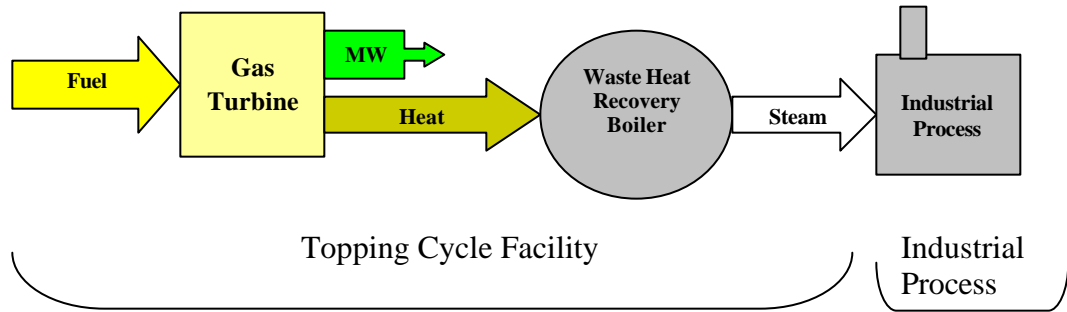 Fuel
Gas
Turbine
MW
Heat
Waste Heat
Recovery
Boiler
Steam
Industrial
Process
Topping Cycle Facility
Industrial
Process